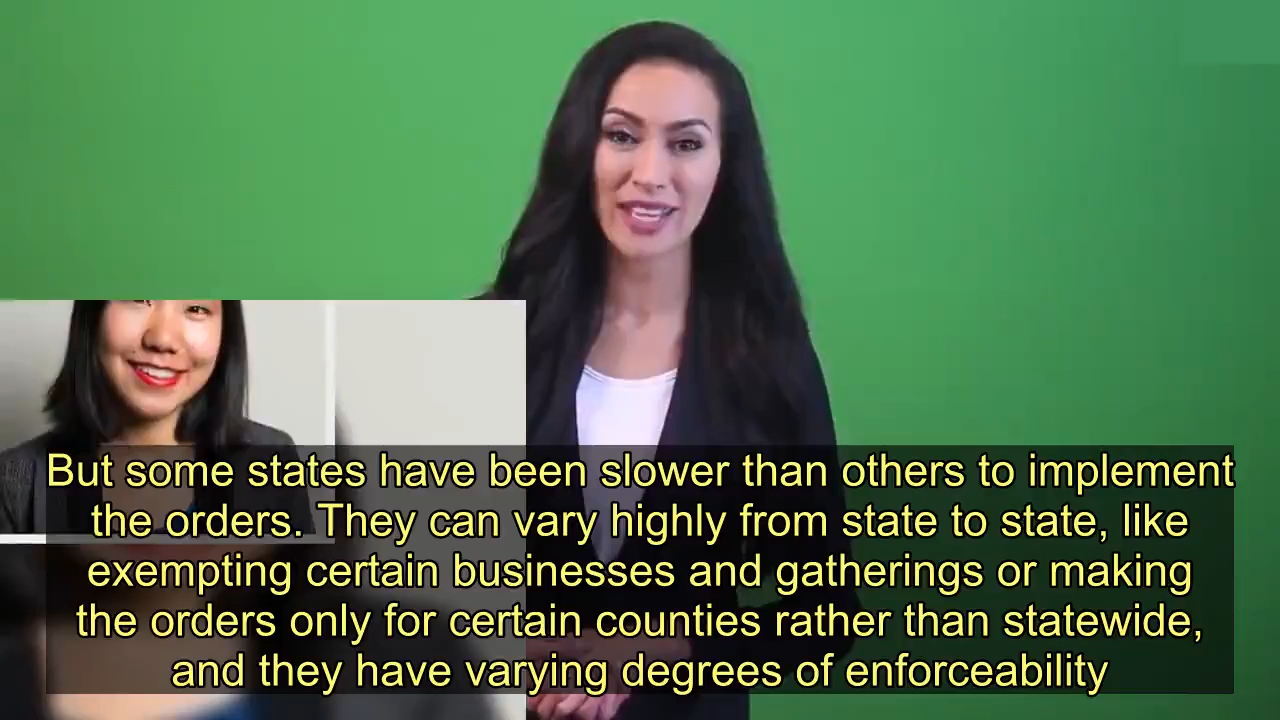 But some states have been slower than others to implement
the orders. They can vary highly from state to state, like
exempting certain businesses and gatherings or making
the orders only for certain counties rather than statewide,
and they have varying degrees of enforceability